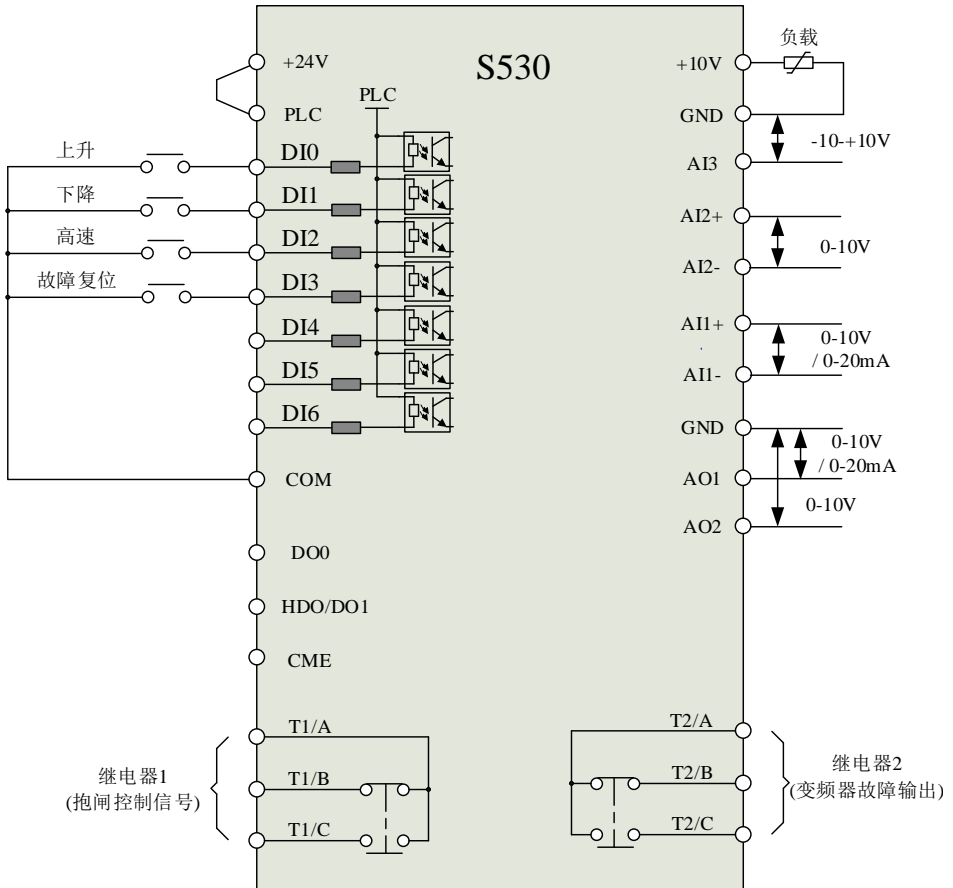 S530
+24V
PLC
PLC
上升
DI0
下降
DI1
高速
DI2
故障复位
DI3
DI4
DI5
DI6
COM
DO0
HDO/DO1
CME
T1/A
T1/B
T1/C
继电器1
(抱闸控制信号)
负载
+10V
GND
-10-+10V
AI3
AI2+
0-10V
AI2-
AI1+
0-10V
/ 0-20mA
AI1-
GND
0-10V
/ 0-20mA
AO1
0-10V
AO2
T2/A
T2/B
T2/C
继电器2
(变频器故障输出)